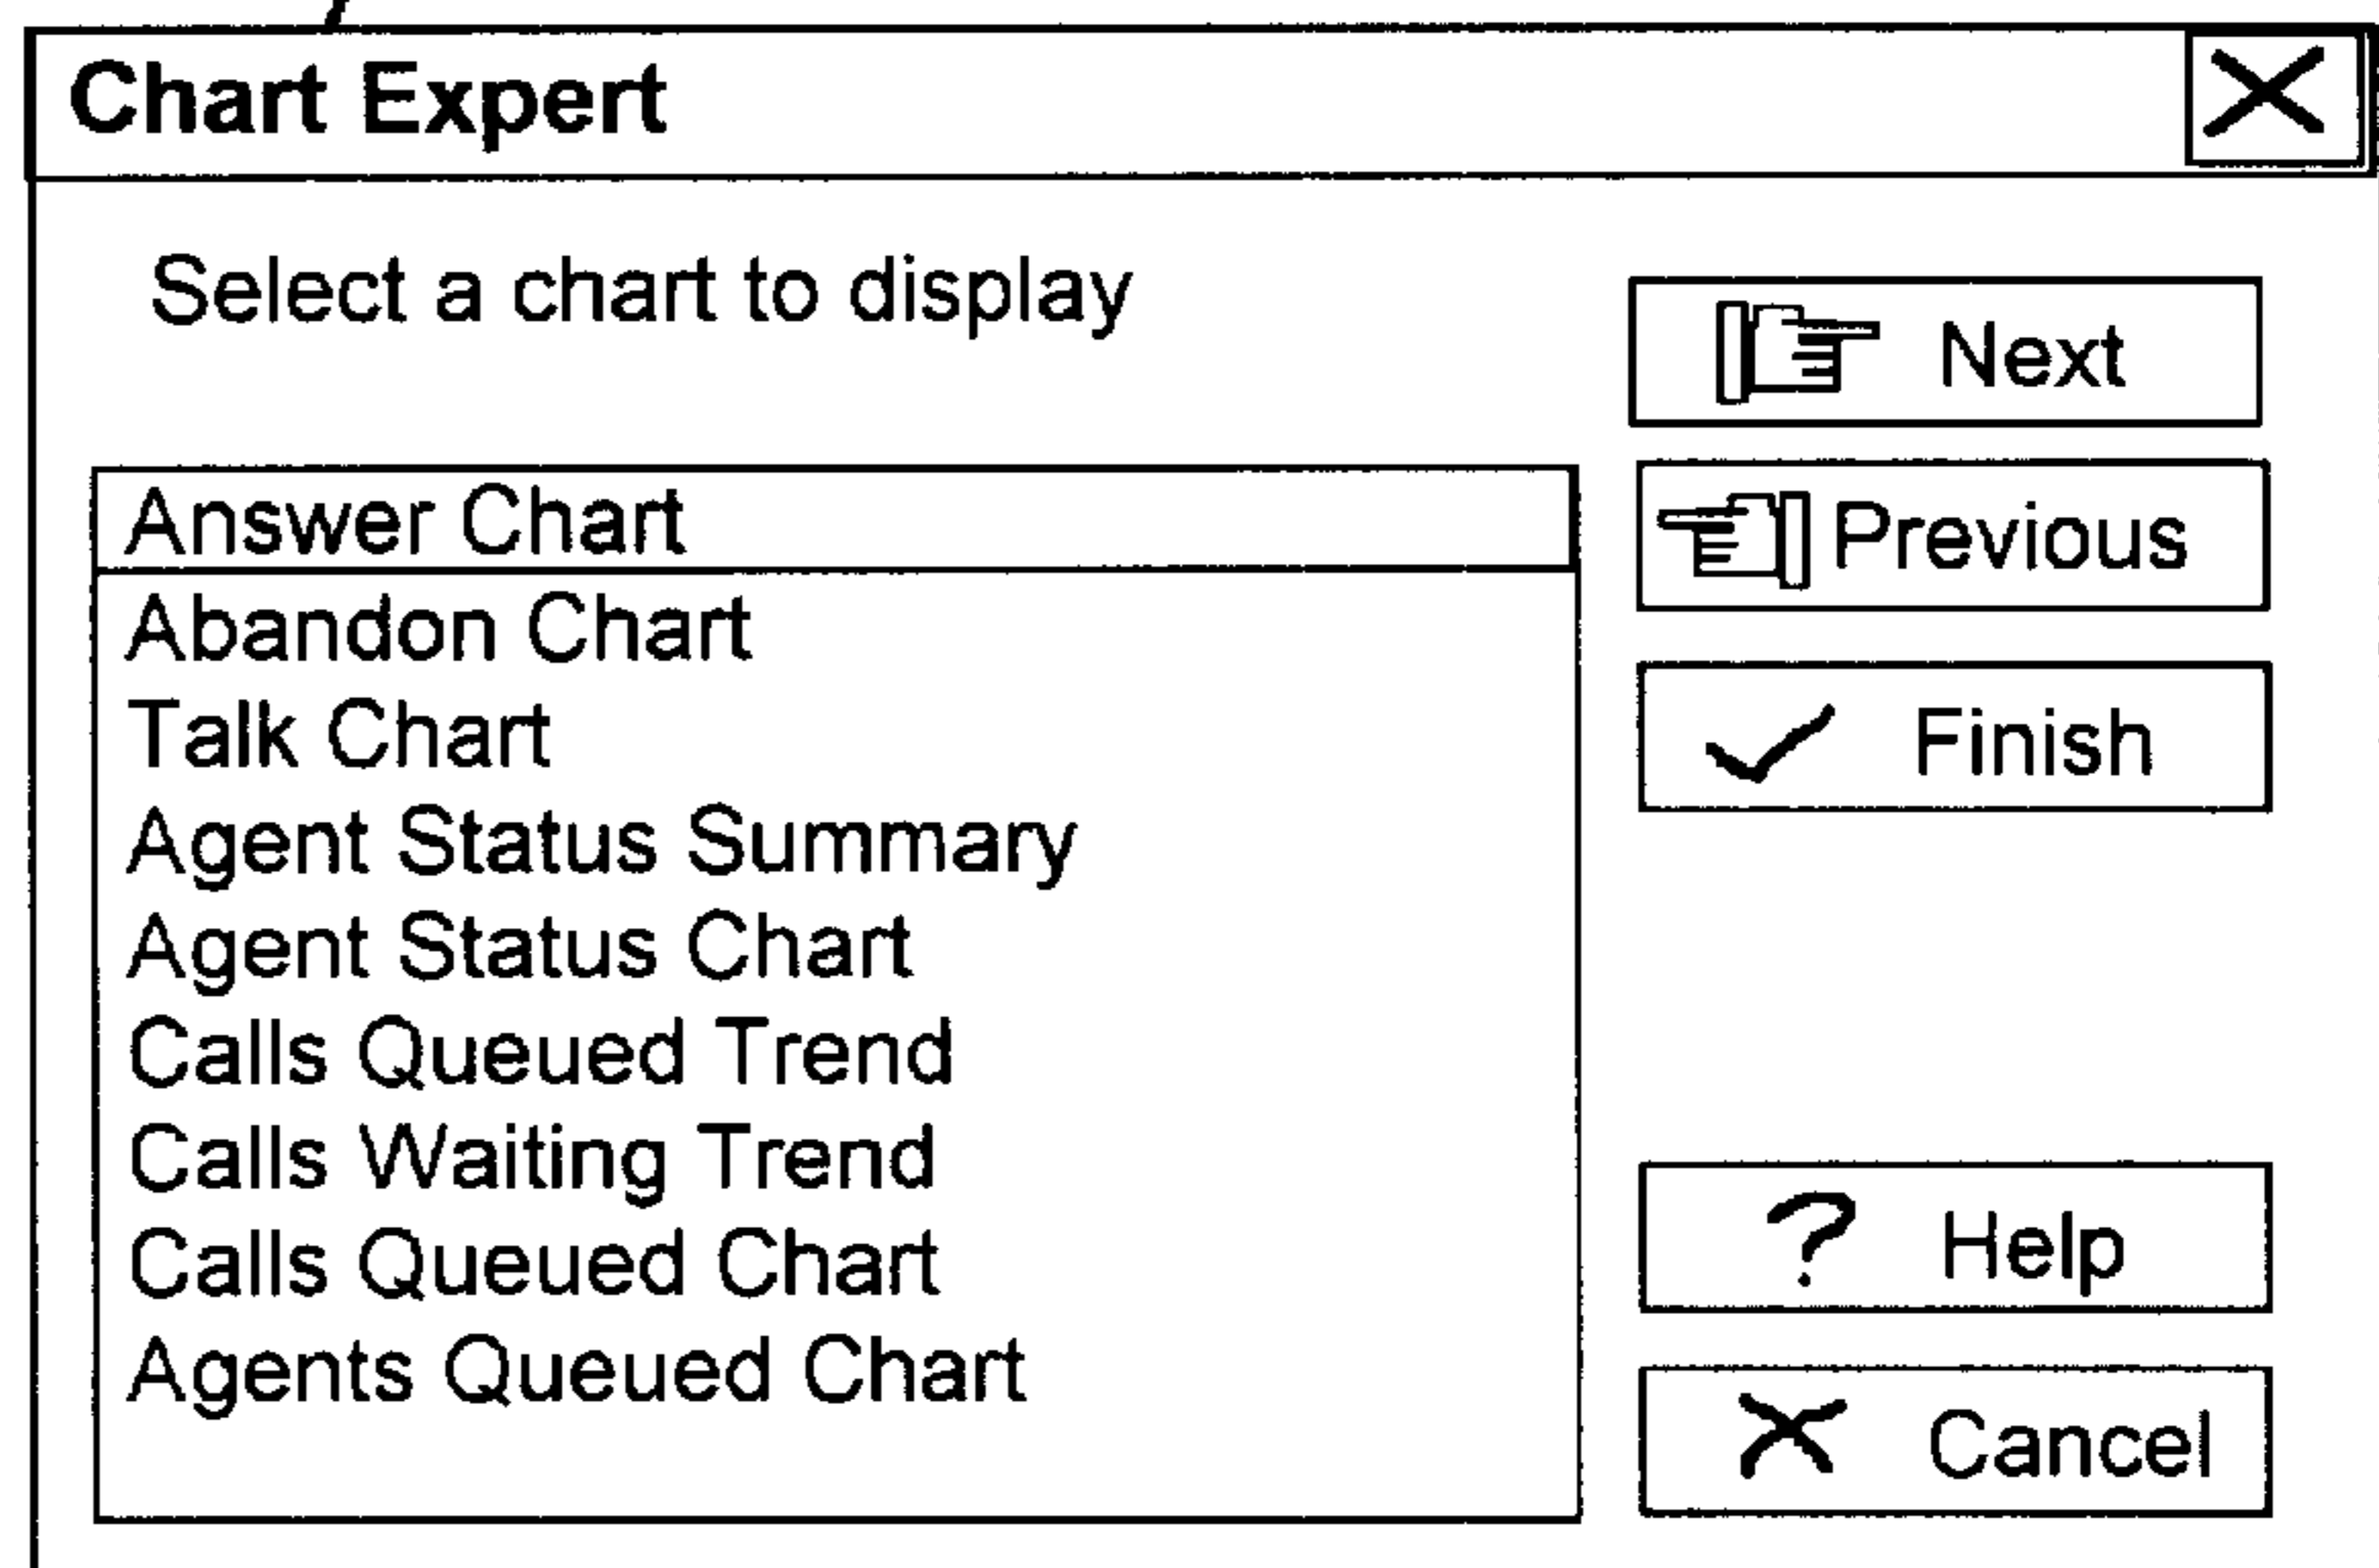 Chart Expert
Select a chart to display
Answer Chart
Abandon Chart
Talk Chart
Agent Status Summary
Agent Status Chart
Calls Queued Trend
Calls Waiting Trend
Calls Queued Chart
Agents Queued Chart
Next
Previous
Finish
? Help
Cancel